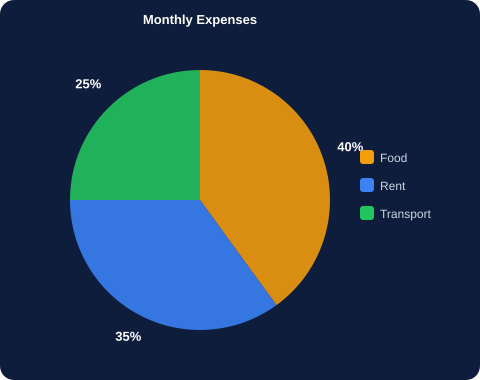 Monthly Expenses
25%
40%
Food
Rent
Transport
35%